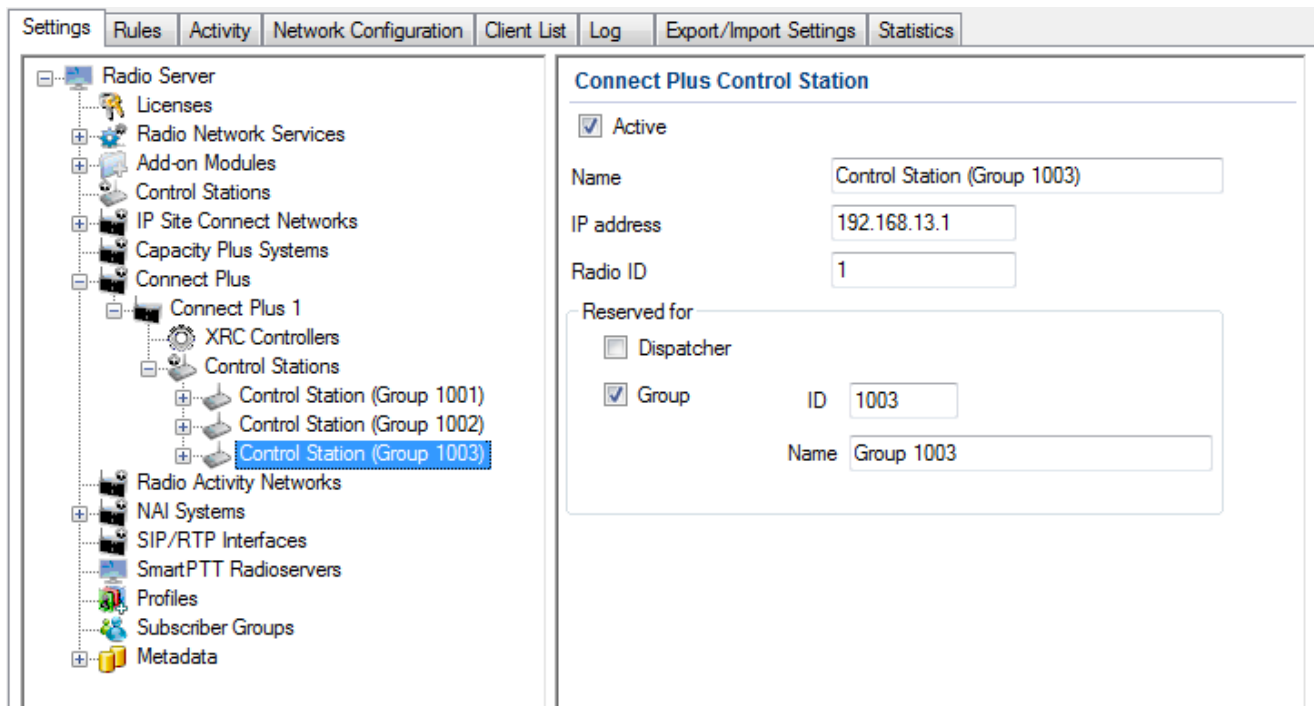 Settings Rules Activity Network Configuration Client List Log Export/Import Settings Statistics
Radio Server
Licenses
Radio Network Services
Add-on Modules
Control Stations
IP Site Connect Networks
Capacity Plus Systems
Connect Plus
Connect Plus 1
XRC Controllers
Control Stations
Control Station (Group 1001)
Control Station (Group 1002)
Control Station (Group 1003)
Radio Activity Networks
NAI Systems
SIP/RTP Interfaces
SmartPTT Radioservers
Profiles
Subscriber Groups
Metadata
Connect Plus Control Station
Active
Name Control Station (Group 1003)
IP address 192.168.13.1
Radio ID 1
Reserved for
Dispatcher
Group ID 1003
Name Group 1003